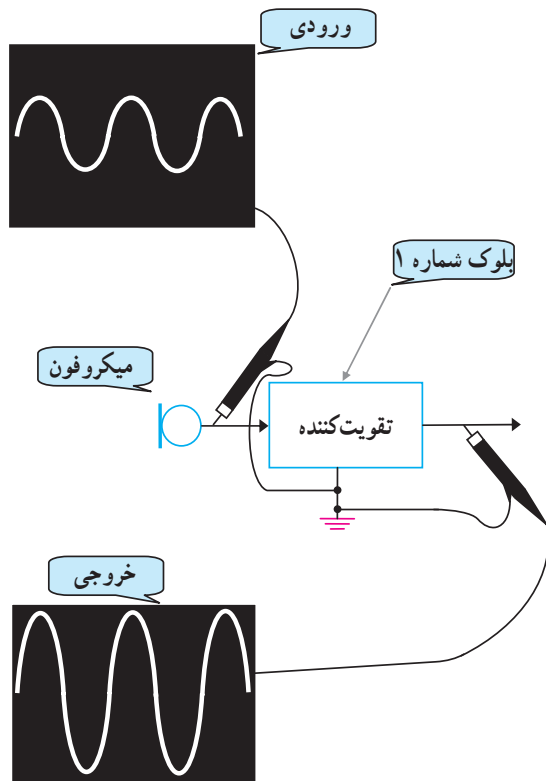 ورودی
بلوک شماره ۱
میکروفون
تقویت‌کننده
خروجی